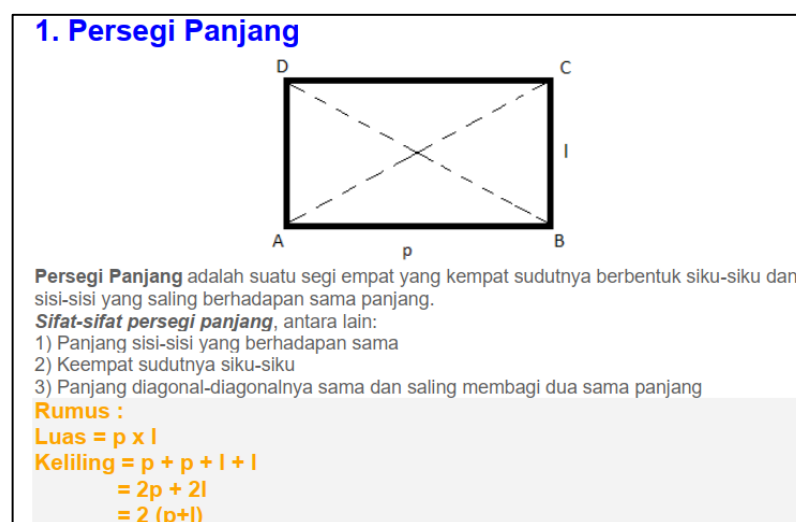 1. Persegi Panjang
D
C
l
A
B
p
Persegi Panjang adalah suatu segi empat yang kempat sudutnya berbentuk siku-siku dan
sisi-sisi yang saling berhadapan sama panjang.
Sifat-sifat persegi panjang, antara lain:
1) Panjang sisi-sisi yang berhadapan sama
2) Keempat sudutnya siku-siku
3) Panjang diagonal-diagonalnya sama dan saling membagi dua sama panjang
Rumus :
Luas = p x l
Keliling = p + p + l + l
= 2p + 2l
= 2 (p+l)